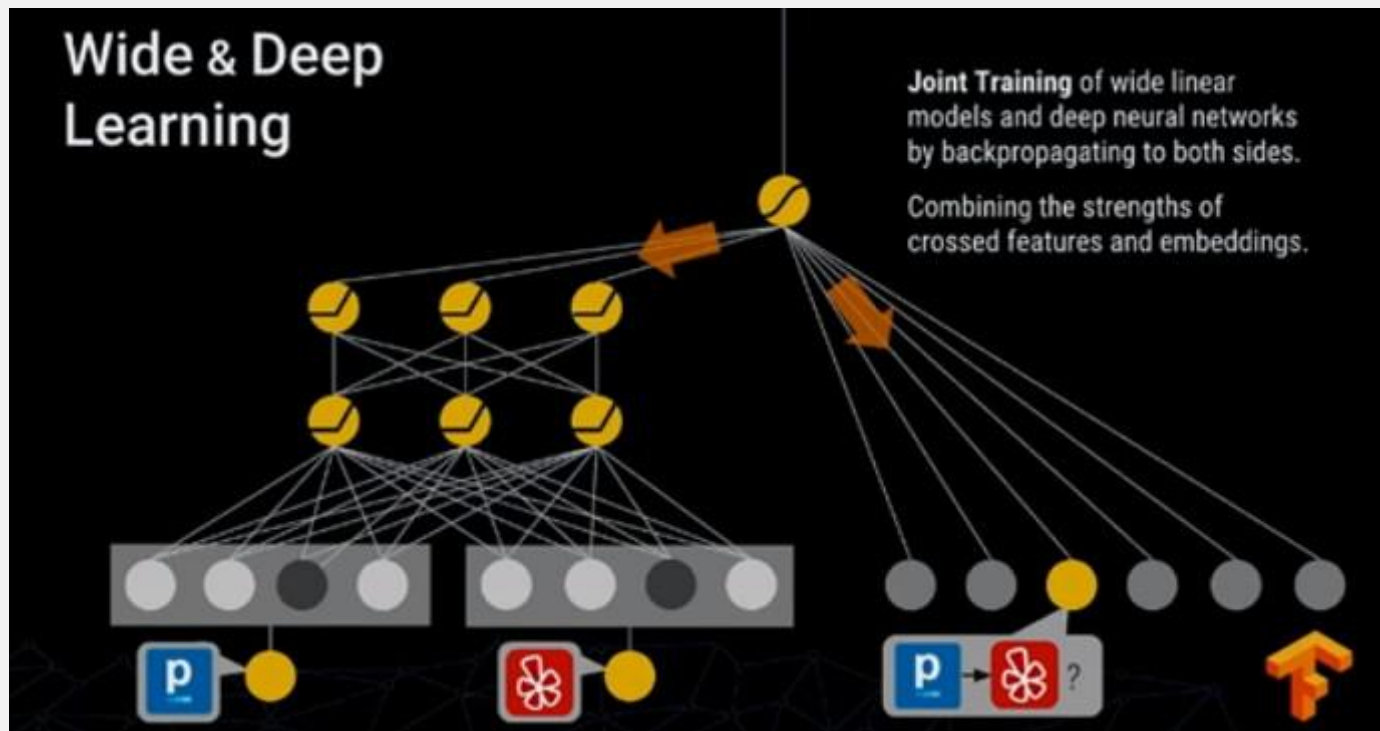 Wide & Deep
Learning
Joint Training of wide linear
models and deep neural networks
by backpropagating to both sides.
Combining the strengths of
crossed features and embeddings.
p
p
?